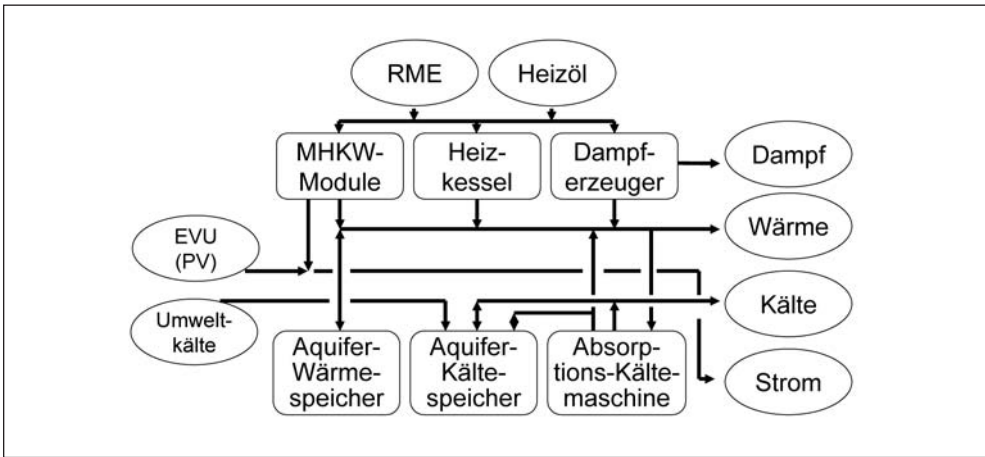 RME
Heizöl
MHKW-
Module
Heiz-
kessel
Dampf-
erzeuger
Dampf
Wärme
EVU
(PV)
Umwelt-
kälte
Kälte
Aquifer-
Wärme-
speicher
Aquifer-
Kälte-
speicher
Absorp-
tions-Kälte-
maschine
Strom